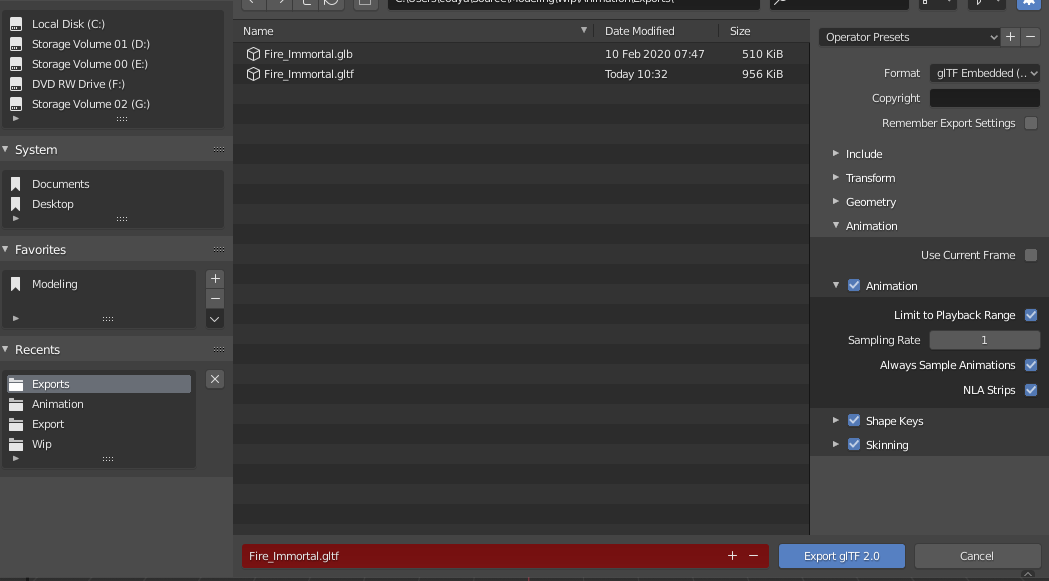 Local Disk (C:)
Storage Volume 01 (D:)
Storage Volume 00 (E:)
DVD RW Drive (F:)
Storage Volume 02 (G:)
System
Documents
Desktop
Favorites
Modeling
Recents
Exports
Animation
Export
Wip
Name Date Modified Size
Fire_Immortal.glb 10 Feb 2020 07:47 510 KiB
Fire_Immortal.gltf Today 10:32 956 KiB
Fire_Immortal.gltf
Operator Presets
Format glTF Embedded (..
Copyright
Remember Export Settings
Include
Transform
Geometry
Animation
Use Current Frame
Animation
Limit to Playback Range
Sampling Rate 1
Always Sample Animations
NLA Strips
Shape Keys
Skinning
Export glTF 2.0 Cancel